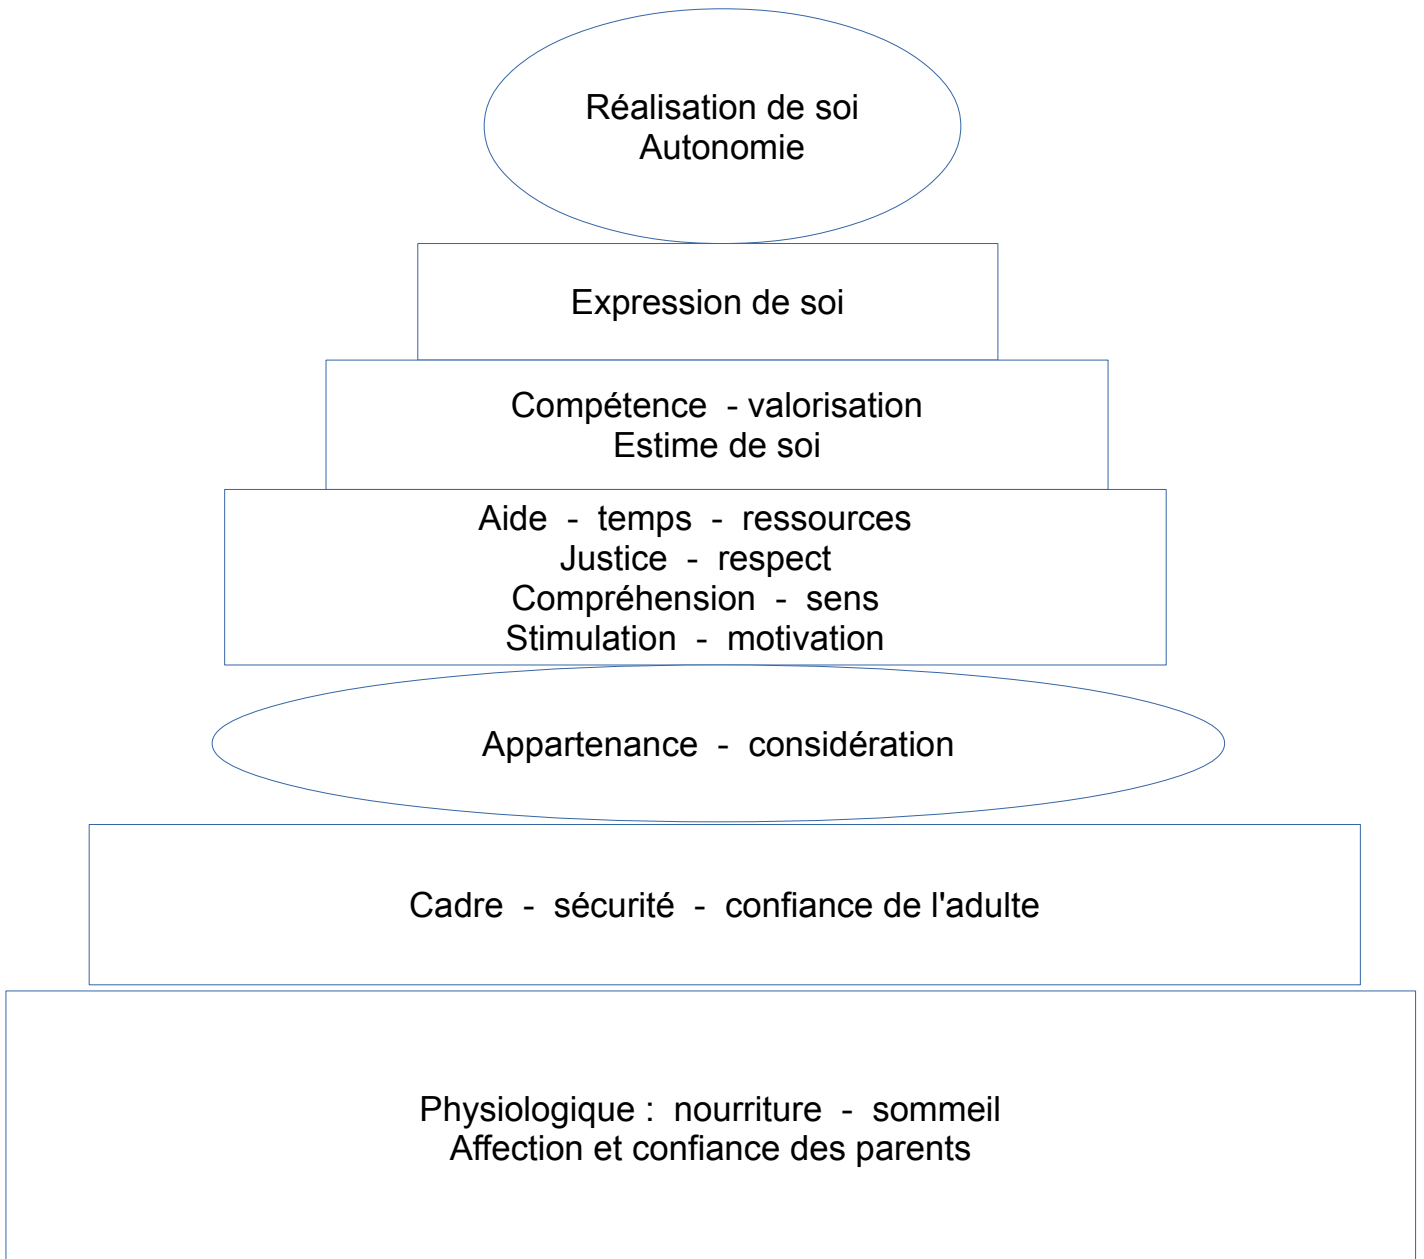 Réalisation de soi
Autonomie
Expression de soi
Compétence - valorisation
Estime de soi
Aide - temps - ressources
Justice - respect
Compréhension - sens
Stimulation - motivation
Appartenance - considération
Cadre - sécurité - confiance de l'adulte
Physiologique : nourriture - sommeil
Affection et confiance des parents